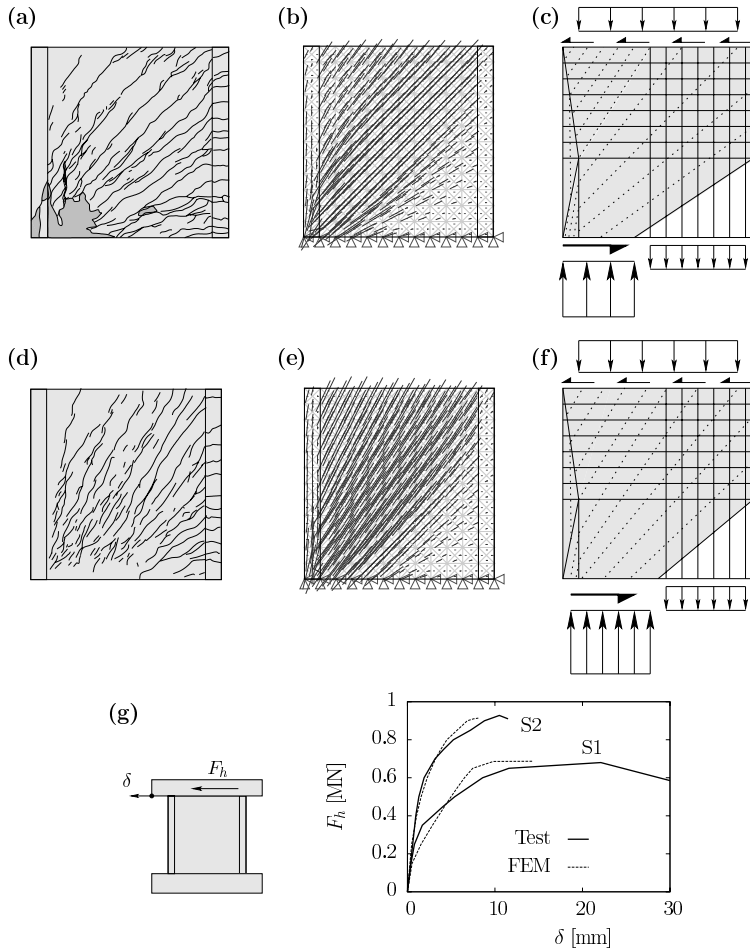 (a)
(b)
(c)
(d)
(e)
(f)
(g)
δ
F_h
F_h [MN]
1
0.8
0.6
0.4
0.2
0
S2
S1
Test
FEM
0
10
20
30
δ [mm]